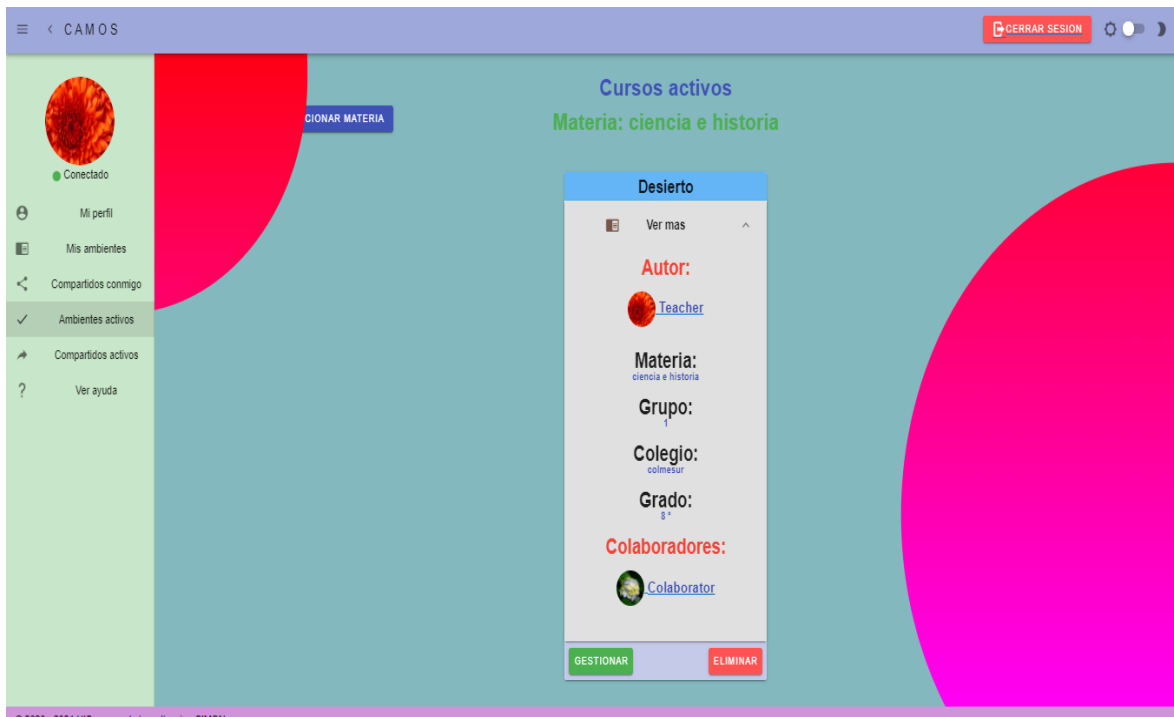 CAMOS
CERRAR SESION
Conectado
Mi perfil
Mis ambientes
Compartidos conmigo
Ambientes activos
Compartidos activos
Ver ayuda
CIONAR MATERIA
Cursos activos
Materia: ciencia e historia
Desierto
Ver mas
Autor:
Teacher
Materia:
ciencia e historia
Grupo:
1
Colegio:
colmesur
Grado:
8 °
Colaboradores:
Colaborator
GESTIONAR
ELIMINAR